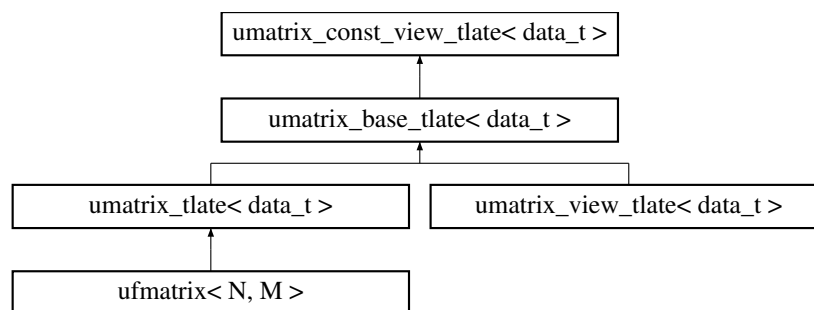 umatrix_const_view_tlate< data_t >
umatrix_base_tlate< data_t >
umatrix_tlate< data_t >
umatrix_view_tlate< data_t >
ufmatrix< N, M >